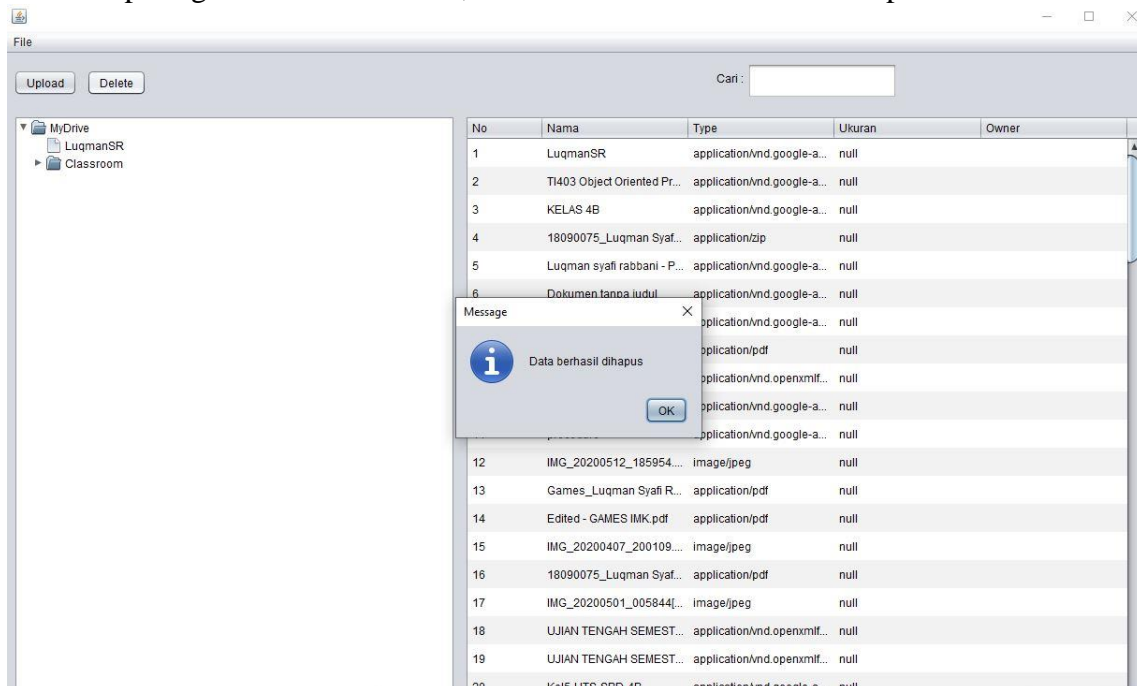 File
Upload Delete Cari :
MyDrive
LuqmanSR
Classroom
No Nama Type Ukuran Owner
1 LuqmanSR application/vnd.google-a... null
2 TI403 Object Oriented Pr... application/vnd.google-a... null
3 KELAS 4B application/vnd.google-a... null
4 18090075_Luqman Syaf... application/zip null
5 Luqman syafi rabbani - P... application/vnd.google-a... null
6 Dokumen tanpa judul application/vnd.google-a... null
Message
Data berhasil dihapus
OK
pplication/vnd.google-a... null
pplication/pdf null
pplication/vnd.openxmlf... null
pplication/vnd.google-a... null
application/vnd.google-a... null
12 IMG_20200512_185954.... image/jpeg null
13 Games_Luqman Syafi R... application/pdf null
14 Edited - GAMES IMK.pdf application/pdf null
15 IMG_20200407_200109.... image/jpeg null
16 18090075_Luqman Syaf... application/pdf null
17 IMG_20200501_005844[... image/jpeg null
18 UJIAN TENGAH SEMEST... application/vnd.openxmlf... null
19 UJIAN TENGAH SEMEST... application/vnd.openxmlf... null